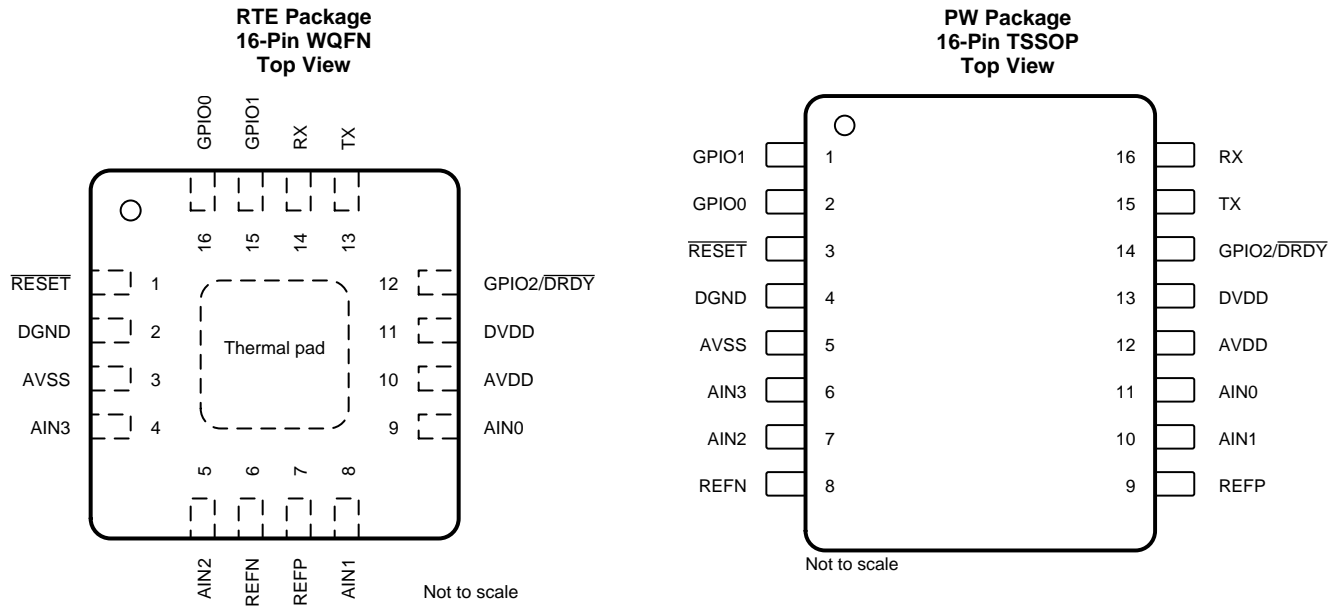 RTE Package
16-Pin WQFN
Top View
GPIO0
GPIO1
RX
TX
16
15
14
13
RESET
1
DGND
2
AVSS
3
AIN3
4
Thermal pad
12
GPIO2/DRDY
11
DVDD
10
AVDD
9
AIN0
5
6
7
8
AIN2
REFN
REFP
AIN1
Not to scale
PW Package
16-Pin TSSOP
Top View
GPIO1
1
16
RX
GPIO0
2
15
TX
RESET
3
14
GPIO2/DRDY
DGND
4
13
DVDD
AVSS
5
12
AVDD
AIN3
6
11
AIN0
AIN2
7
10
AIN1
REFN
8
9
REFP
Not to scale